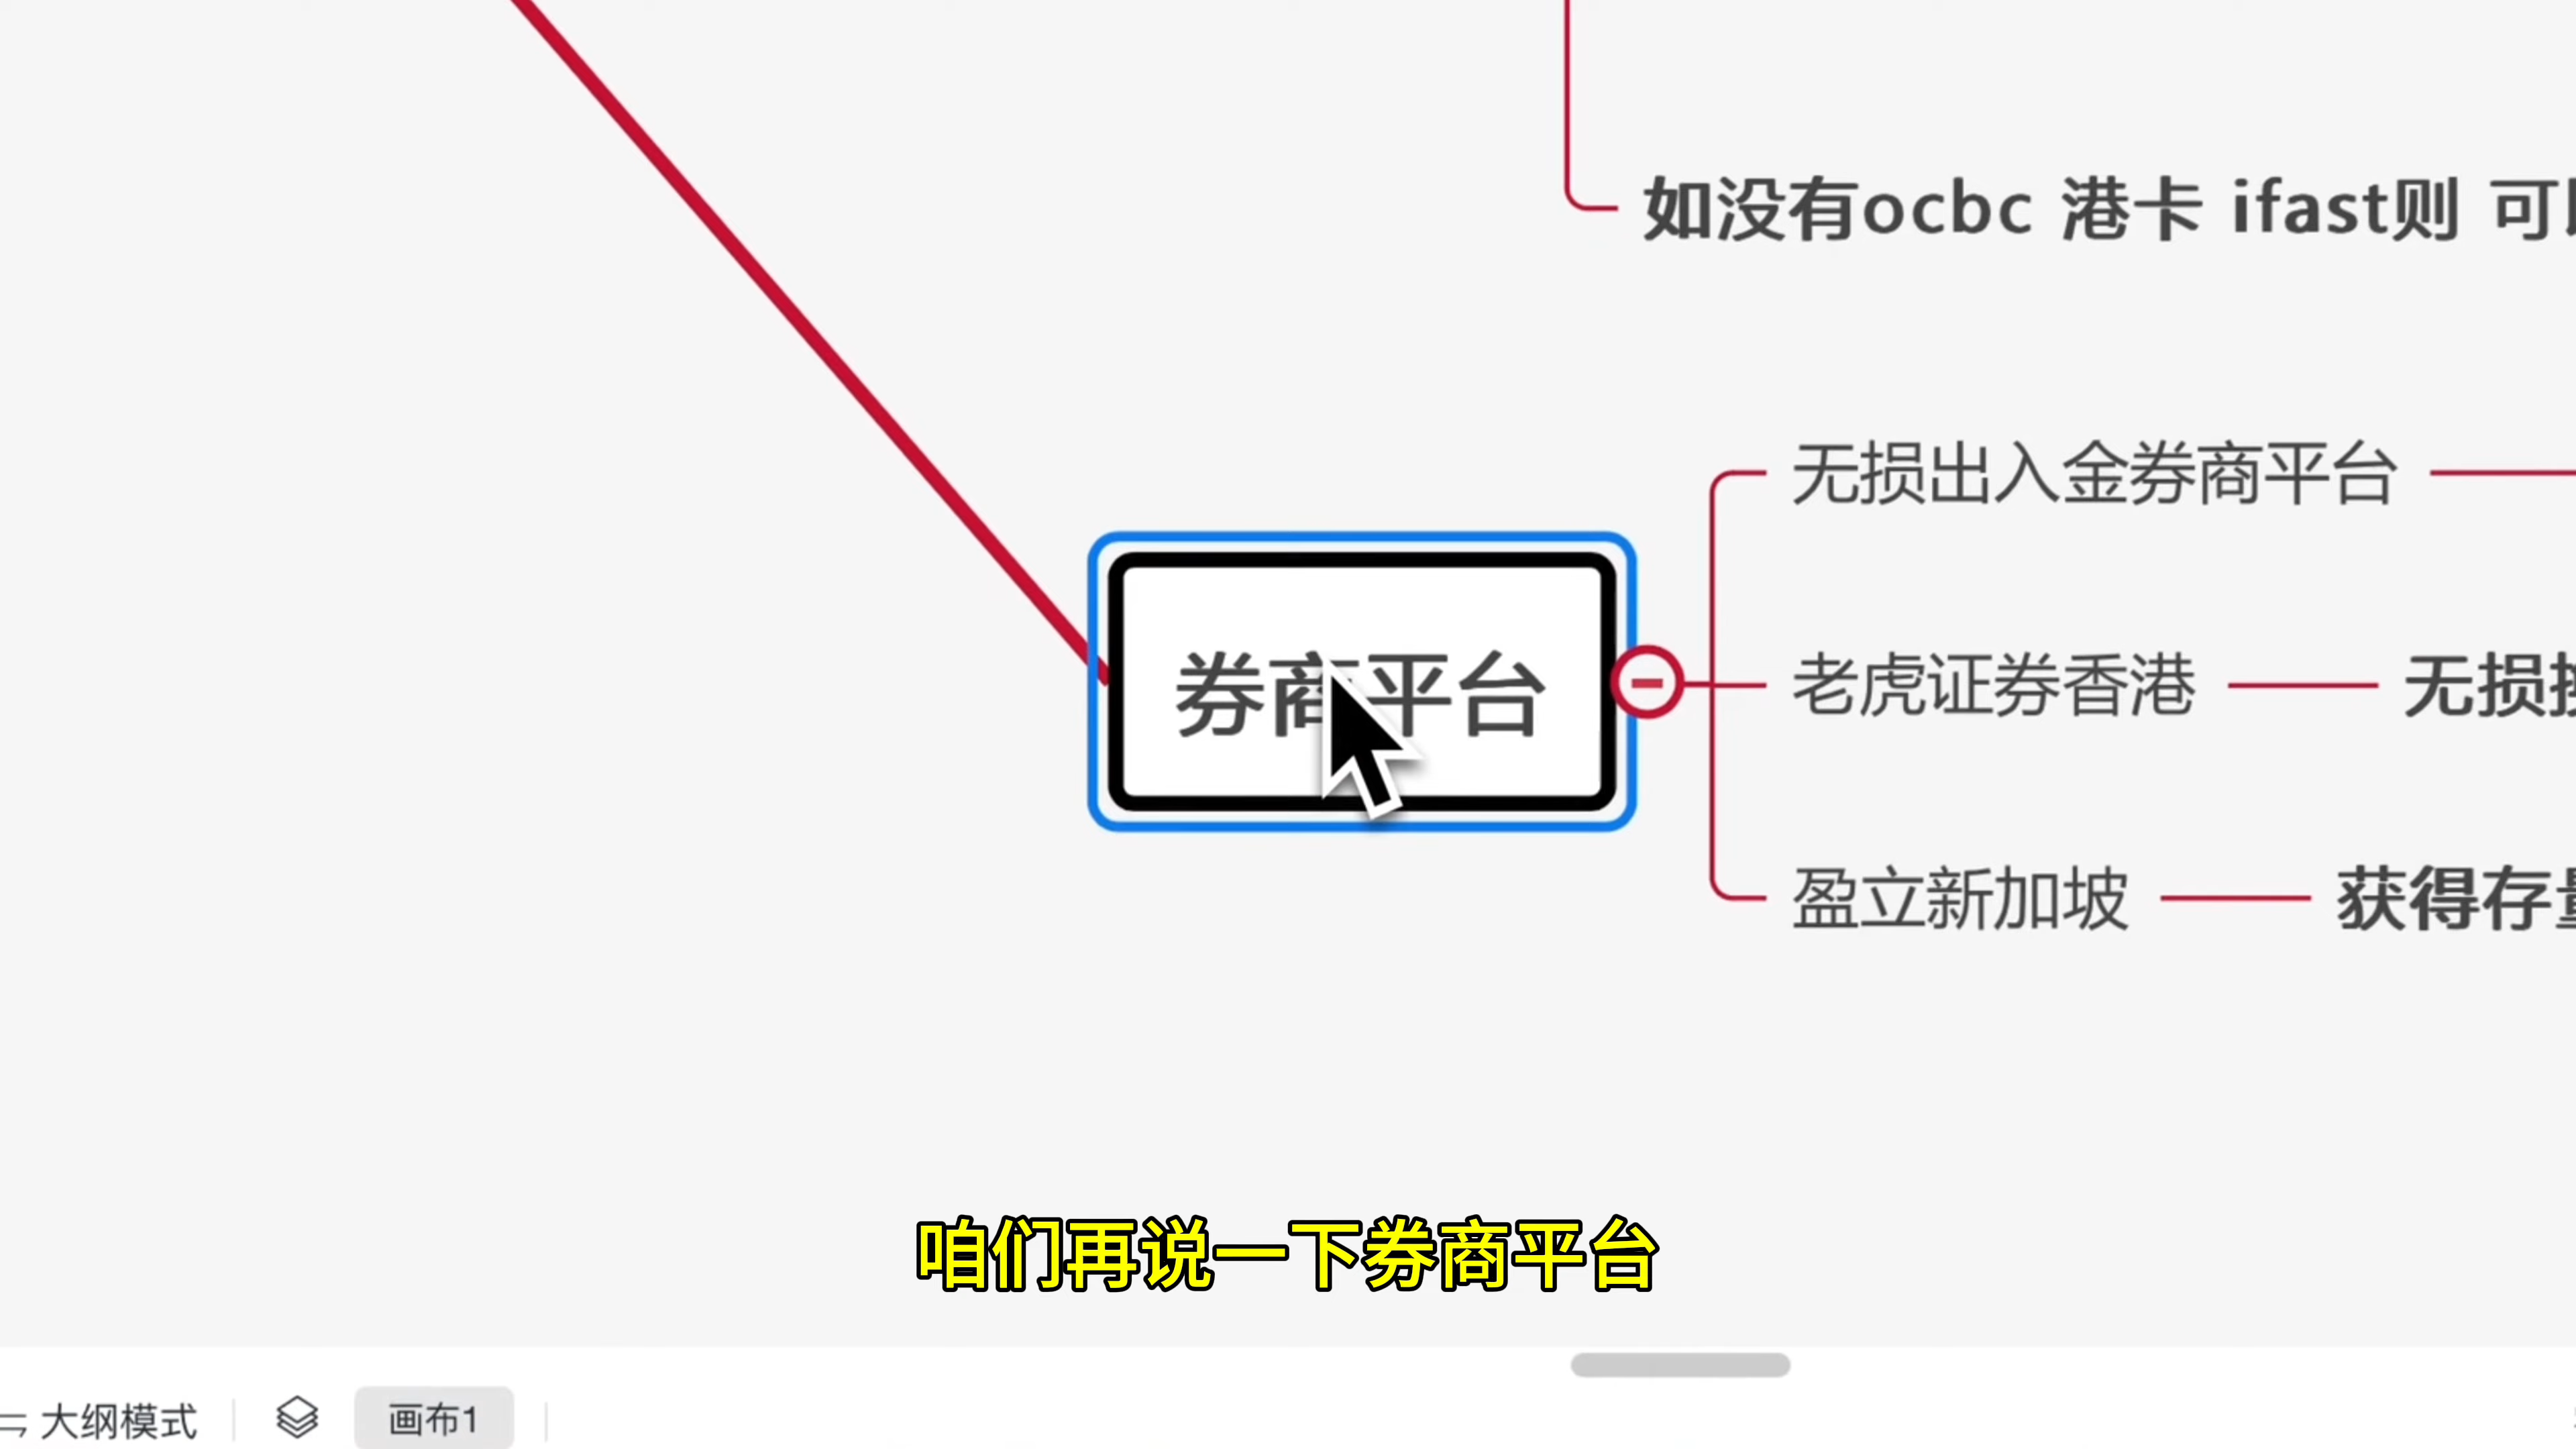 如没有ocbc 港卡 ifast则 可
无损出入金券商平台
券商平台
老虎证券香港
无损
盈立新加坡
获得存
咱们再说一下券商平台
大纲模式
画布1